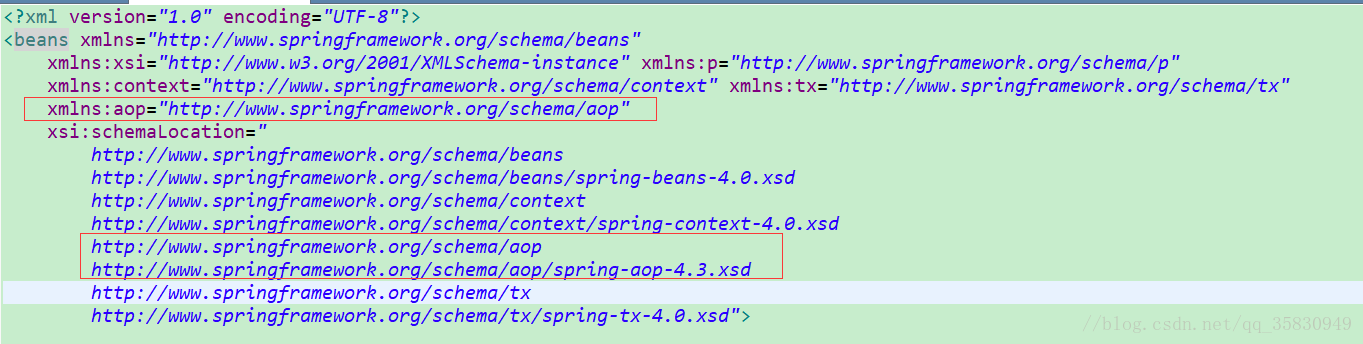 <?xml version="1.0" encoding="UTF-8"?>
<beans xmlns="http://www.springframework.org/schema/beans"
xmlns:xsi="http://www.w3.org/2001/XMLSchema-instance" xmlns:p="http://www.springframework.org/schema/p"
xmlns:context="http://www.springframework.org/schema/context" xmlns:tx="http://www.springframework.org/schema/tx"
xmlns:aop="http://www.springframework.org/schema/aop"
xsi:schemaLocation="
http://www.springframework.org/schema/beans
http://www.springframework.org/schema/beans/spring-beans-4.0.xsd
http://www.springframework.org/schema/context
http://www.springframework.org/schema/context/spring-context-4.0.xsd
http://www.springframework.org/schema/aop
http://www.springframework.org/schema/aop/spring-aop-4.3.xsd
http://www.springframework.org/schema/tx
http://www.springframework.org/schema/tx/spring-tx-4.0.xsd">
//blog.csdn.net/qq_35830949